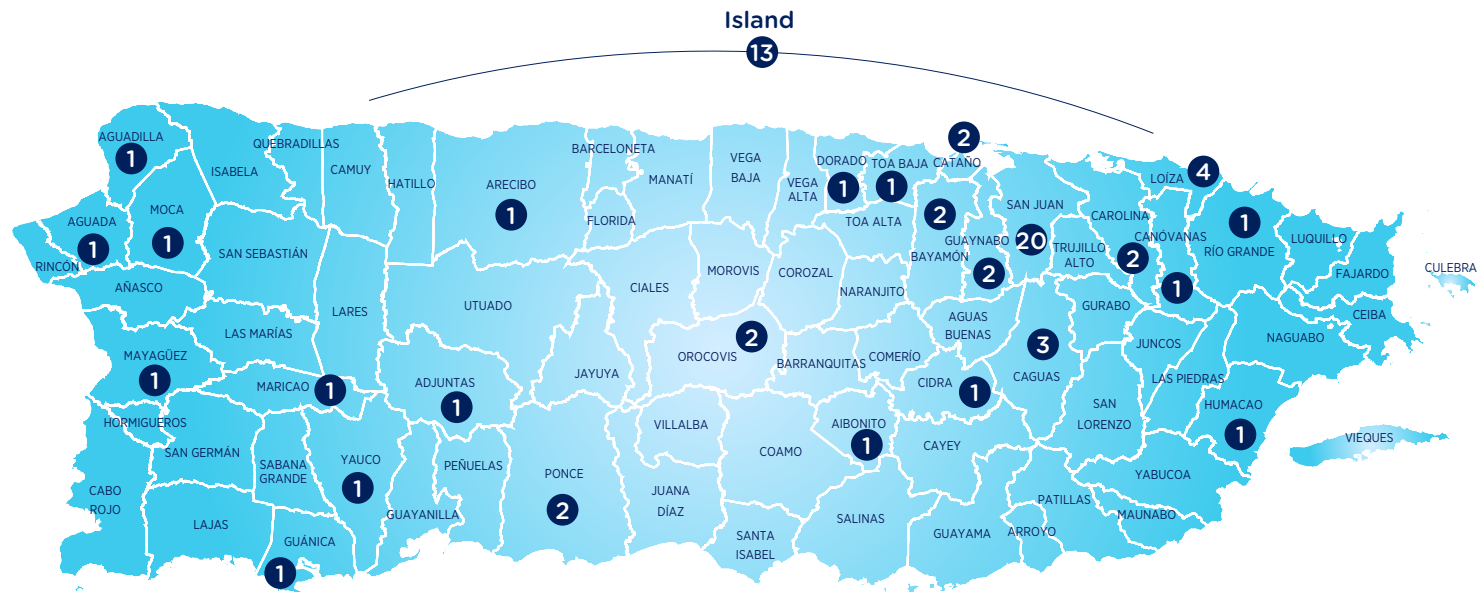 Island
13
AGUADILLA
1
QUEBRADILLAS
ISABELA
CAMUY
HATILLO
ARECIBO
1
BARCELONETA
MANATÍ
FLORIDA
VEGA
BAJA
VEGA
ALTA
DORADO
1
TOA BAJA
1
2
CATAÑO
TOA ALTA
2
BAYAMÓN
GUAYNABO
2
SAN JUAN
20
TRUJILLO
ALTO
CAROLINA
2
LOÍZA
4
CANÓVANAS
1
1
RÍO GRANDE
LUQUILLO
FAJARDO
CULEBRA
CEIBA
AGUADA
1
MOCA
1
RINCÓN
AÑASCO
SAN SEBASTIÁN
LARES
UTUADO
CIALES
MOROVIS
COROZAL
NARANJITO
LAS MARÍAS
MAYAGÜEZ
1
MARICAO
1
ADJUNTAS
1
JAYUYA
OROCOVIS
2
BARRANQUITAS
COMERÍO
AGUAS
BUENAS
CIDRA
1
3
CAGUAS
GURABO
JUNCOS
LAS PIEDRAS
NAGUABO
HUMACAO
1
SAN
LORENZO
HORMIGUEROS
SAN GERMÁN
SABANA
GRANDE
YAUCO
1
CABO
ROJO
LAJAS
GUÁNICA
1
GUAYANILLA
PEÑUELAS
PONCE
2
VILLALBA
JUANA
DÍAZ
COAMO
SANTA
ISABEL
AIBONITO
1
SALINAS
CAYEY
GUAYAMA
ARROYO
PATILLAS
MAUNABO
YABUCOA
VIEQUES